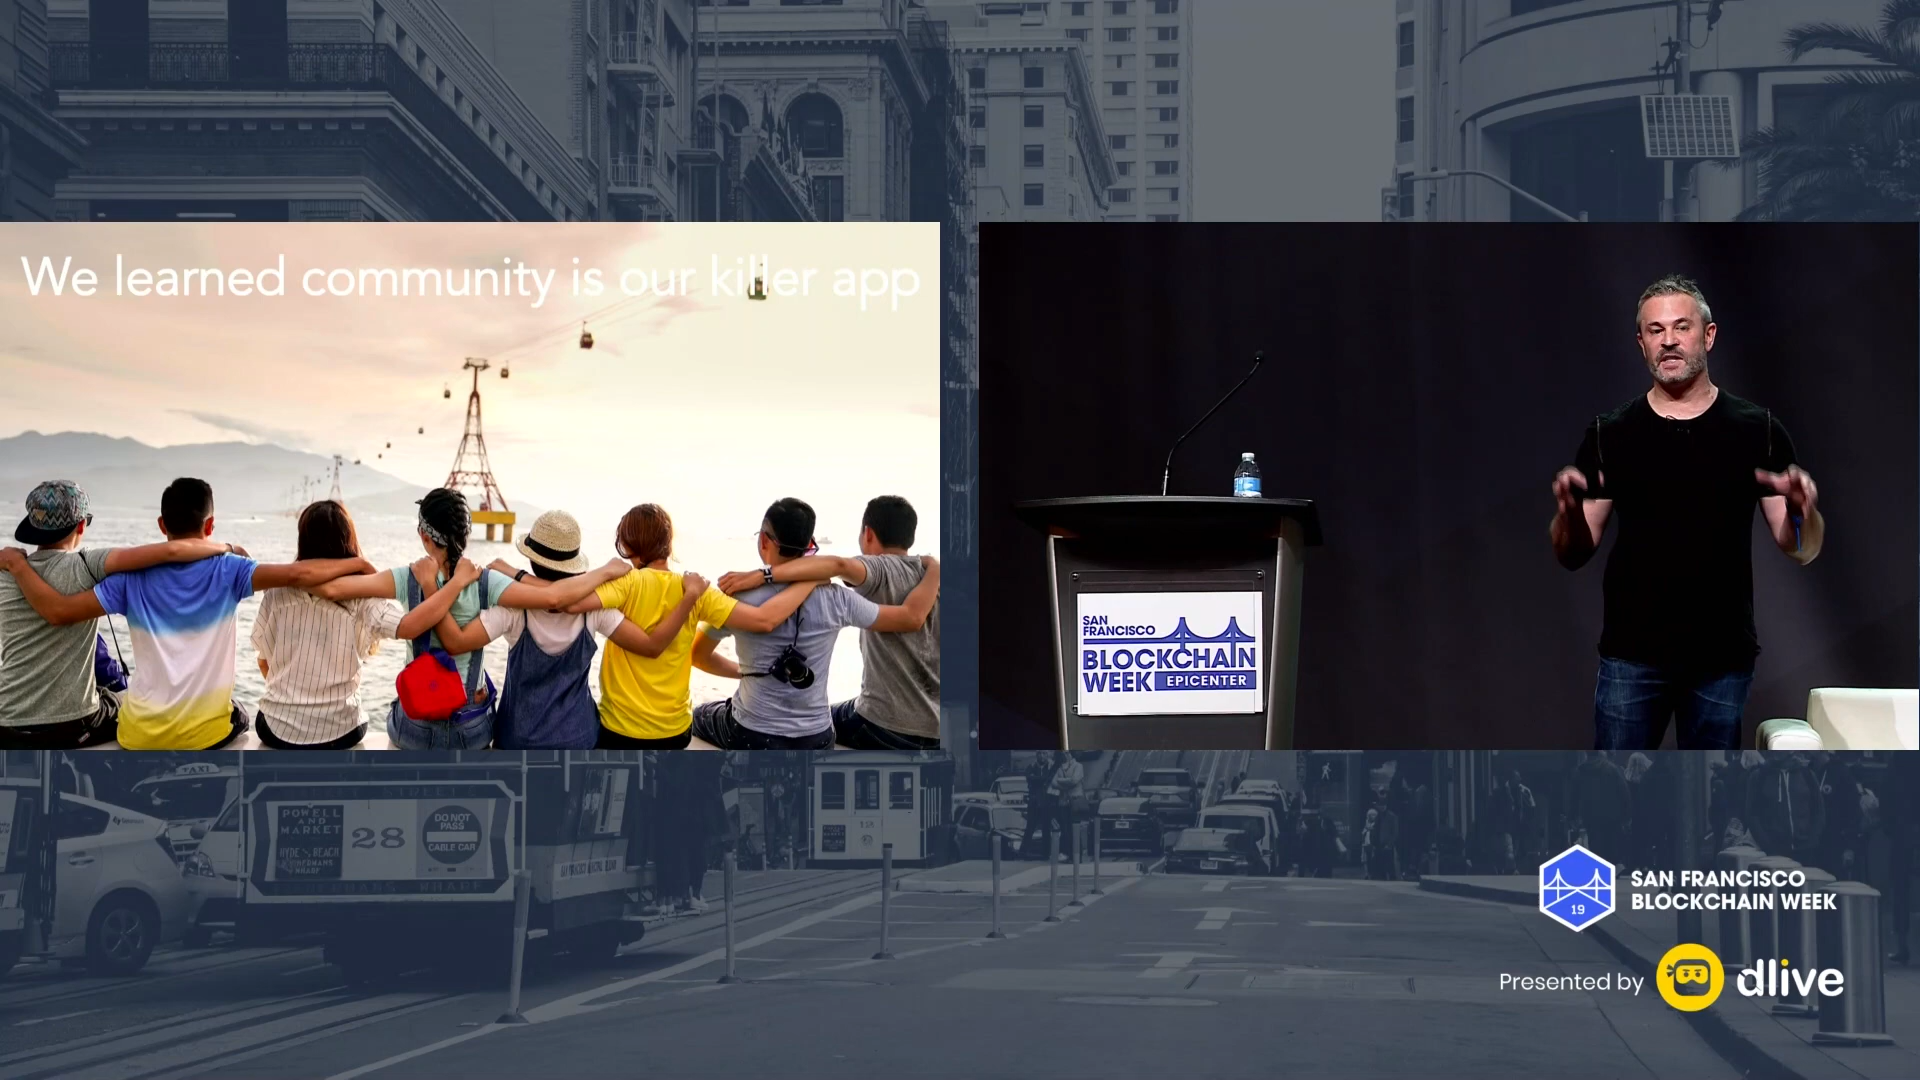 We learned community is our killer app
SAN
FRANCISCO
BLOCKCHAIN
WEEK EPICENTER
TAXI
POWELL
AND
MARKET
HYDE & BEACH
28
DO NOT
PASS
CABLE CAR
19
SAN FRANCISCO
BLOCKCHAIN WEEK
Presented by dlive